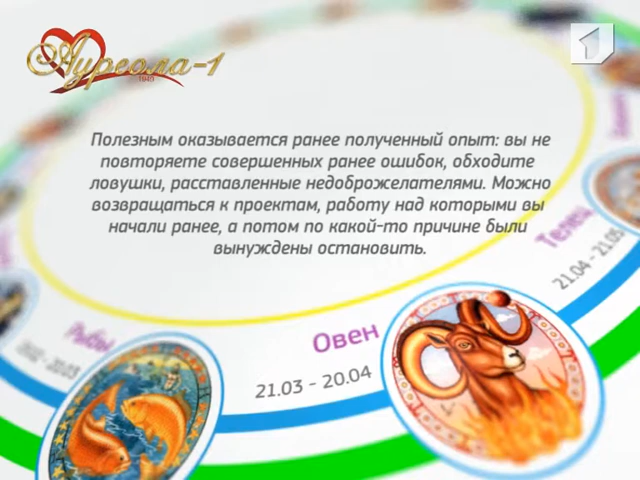 Ауреола-1
1
Полезным оказывается ранее полученный опыт: вы не
повторяете совершенных ранее ошибок, обходите
ловушки, расставленные недоброжелателями. Можно
возвращаться к проектам, работу над которыми вы
начали ранее, а потом по какой-то причине были
вынуждены остановить.
Телец
21.04 - 21.05
Рыбы
Овен
21.03 - 20.04